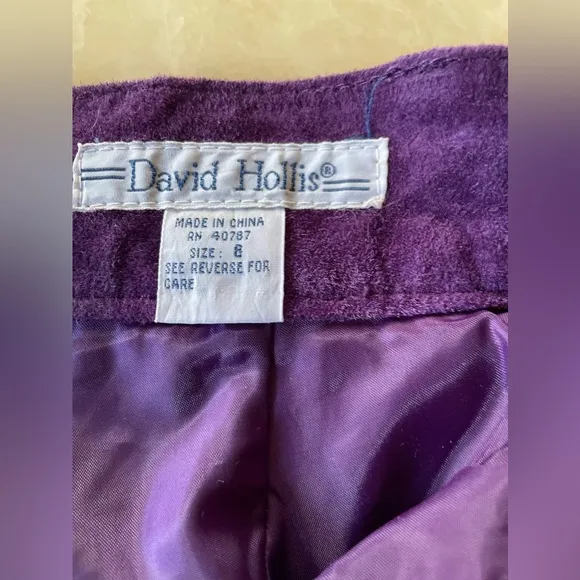 David Hollis®
MADE IN CHINA
RN 40787
SIZE: 8
SEE REVERSE FOR
CARE